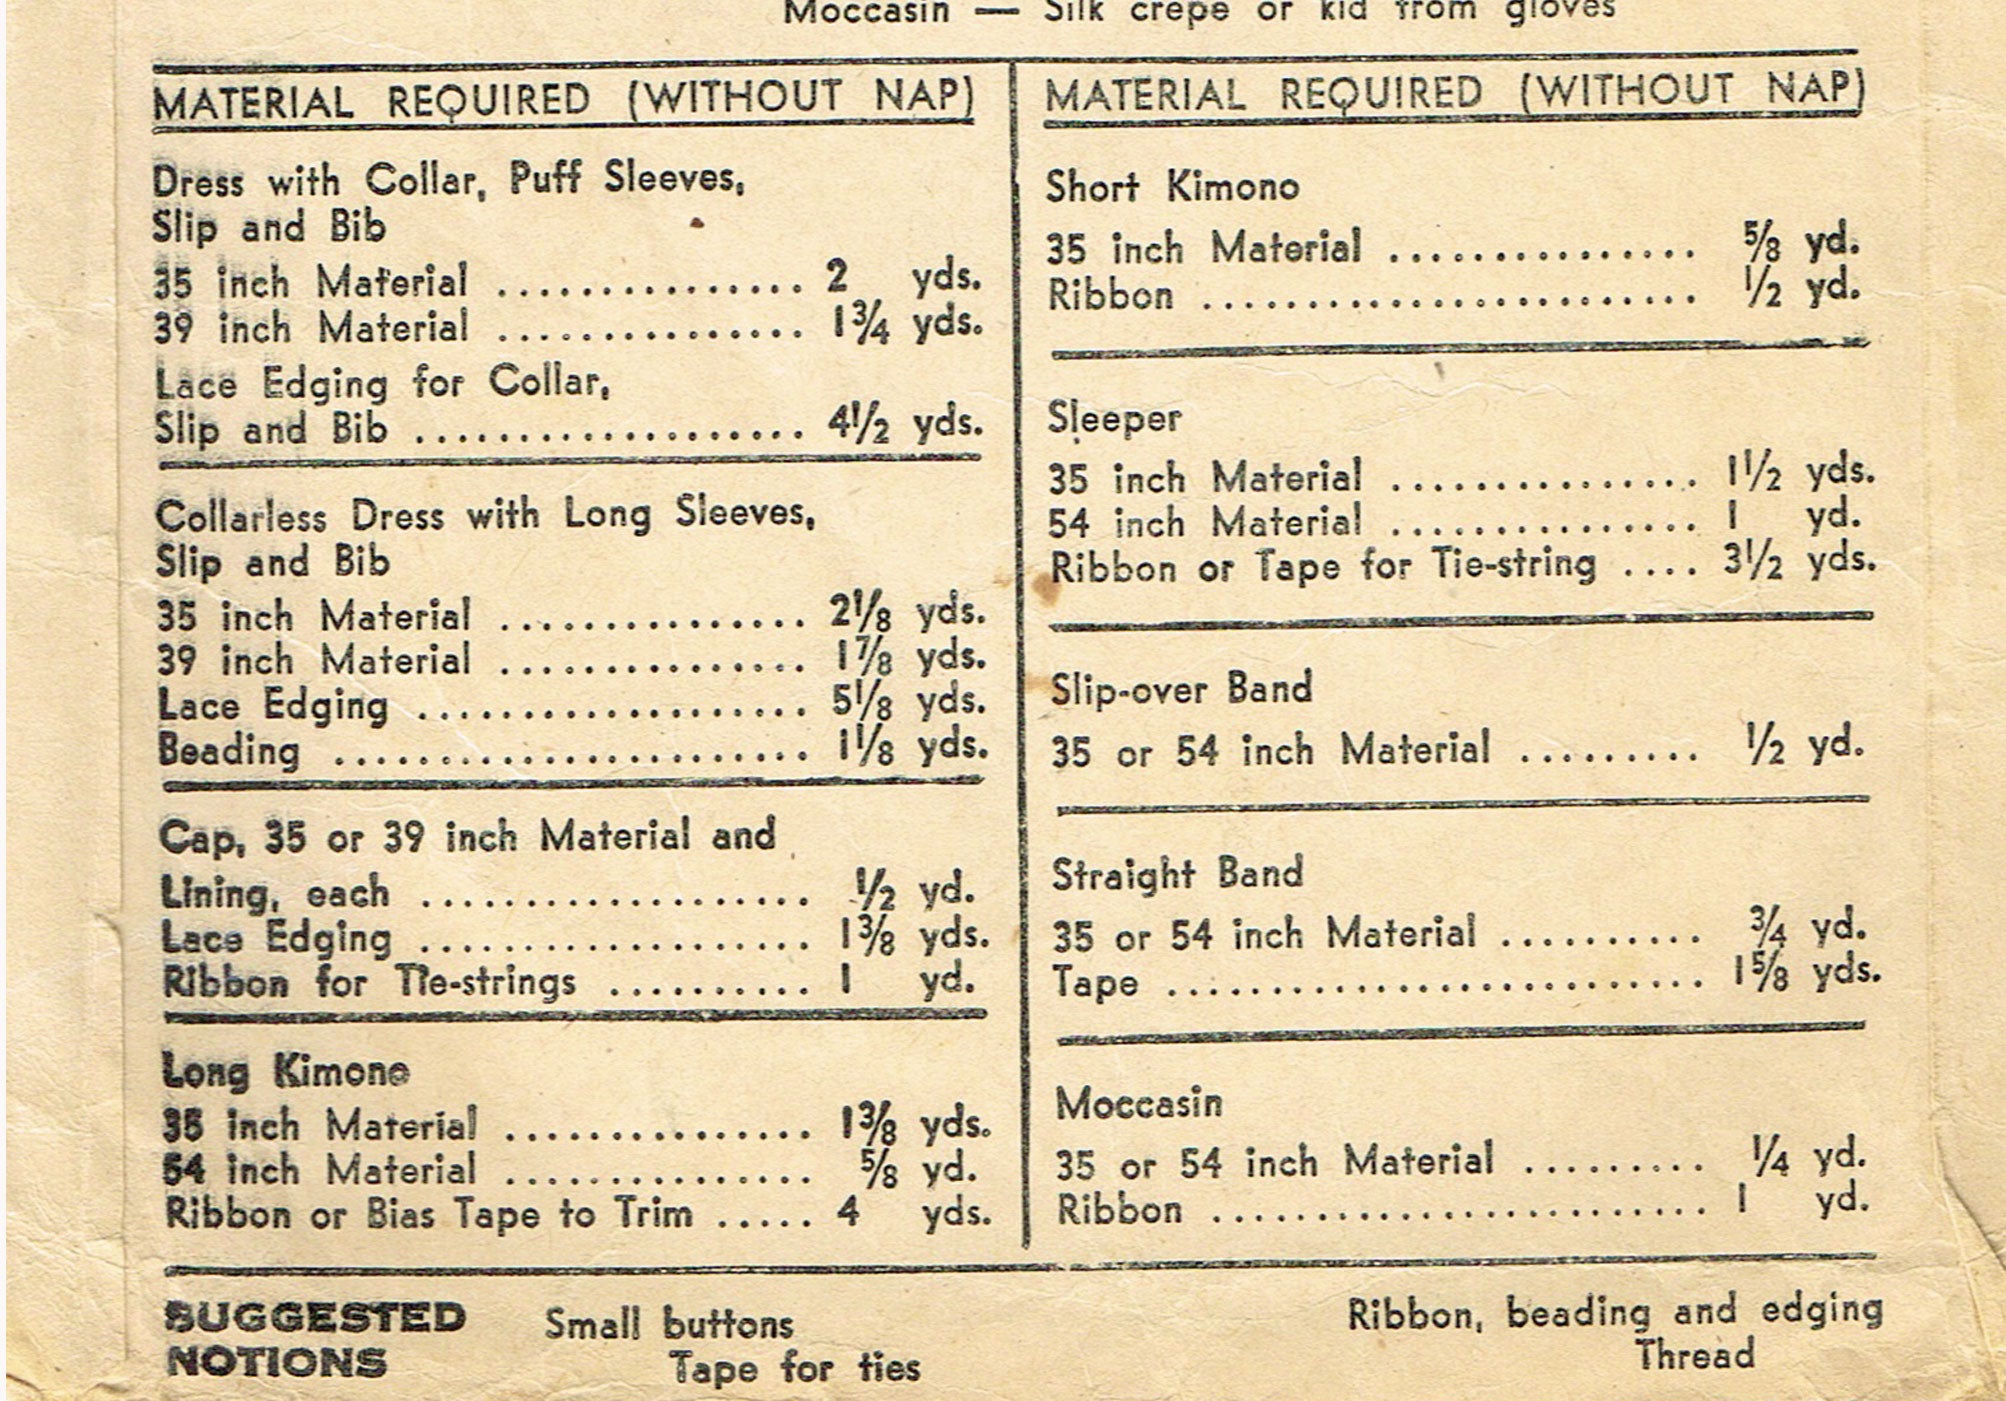 Moccasin — Silk crepe or kid from gloves
MATERIAL REQUIRED (WITHOUT NAP)
Dress with Collar, Puff Sleeves,
Slip and Bib
35 inch Material ............... 2 yds.
39 inch Material ............... 1¾ yds.
Lace Edging for Collar,
Slip and Bib ................... 4½ yds.
Collarless Dress with Long Sleeves,
Slip and Bib
35 inch Material ............... 2⅛ yds.
39 inch Material ............... 1⅞ yds.
Lace Edging ................... 5⅛ yds.
Beading ....................... 1⅛ yds.
Cap, 35 or 39 inch Material and
Lining, each ................... ½ yd.
Lace Edging ................... 1⅜ yds.
Ribbon for Tie-strings .......... 1 yd.
Long Kimono
35 inch Material ............... 1⅜ yds.
54 inch Material ............... ⅝ yd.
Ribbon or Bias Tape to Trim ..... 4 yds.
MATERIAL REQUIRED (WITHOUT NAP)
Short Kimono
35 inch Material ............... ⅝ yd.
Ribbon ........................ ½ yd.
Sleeper
35 inch Material ............... 1½ yds.
54 inch Material ............... 1 yd.
Ribbon or Tape for Tie-string .... 3½ yds.
Slip-over Band
35 or 54 inch Material ......... ½ yd.
Straight Band
35 or 54 inch Material .......... ¾ yd.
Tape .......................... 1⅝ yds.
Moccasin
35 or 54 inch Material ......... ¼ yd.
Ribbon ........................ 1 yd.
SUGGESTED NOTIONS
Small buttons
Tape for ties
Ribbon, beading and edging
Thread